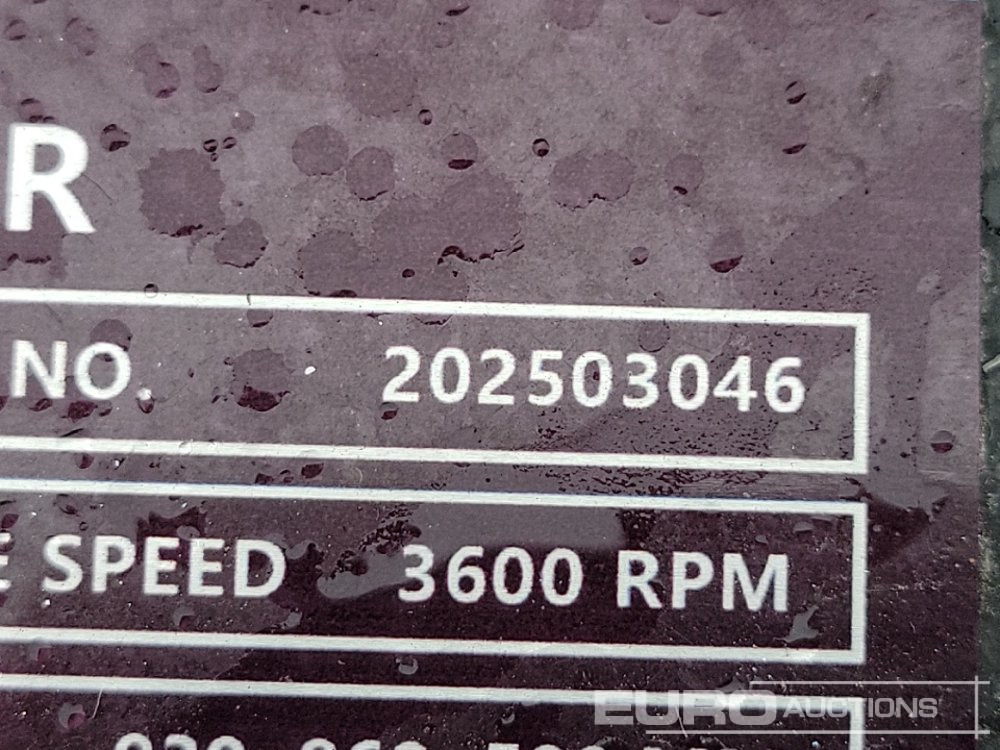 R
NO. 202503046
E SPEED 3600 RPM
EURO AUCTIONS